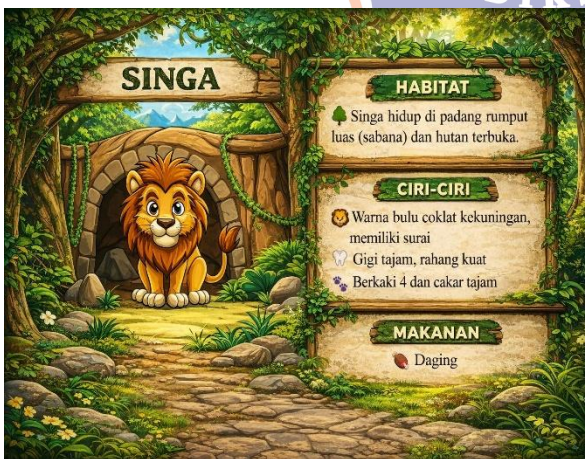 SINGA
HABITAT
Singa hidup di padang rumput
luas (sabana) dan hutan terbuka.
CIRI-CIRI
Warna bulu coklat kekuningan,
memiliki surai
Gigi tajam, rahang kuat
Berkaki 4 dan cakar tajam
MAKANAN
Daging